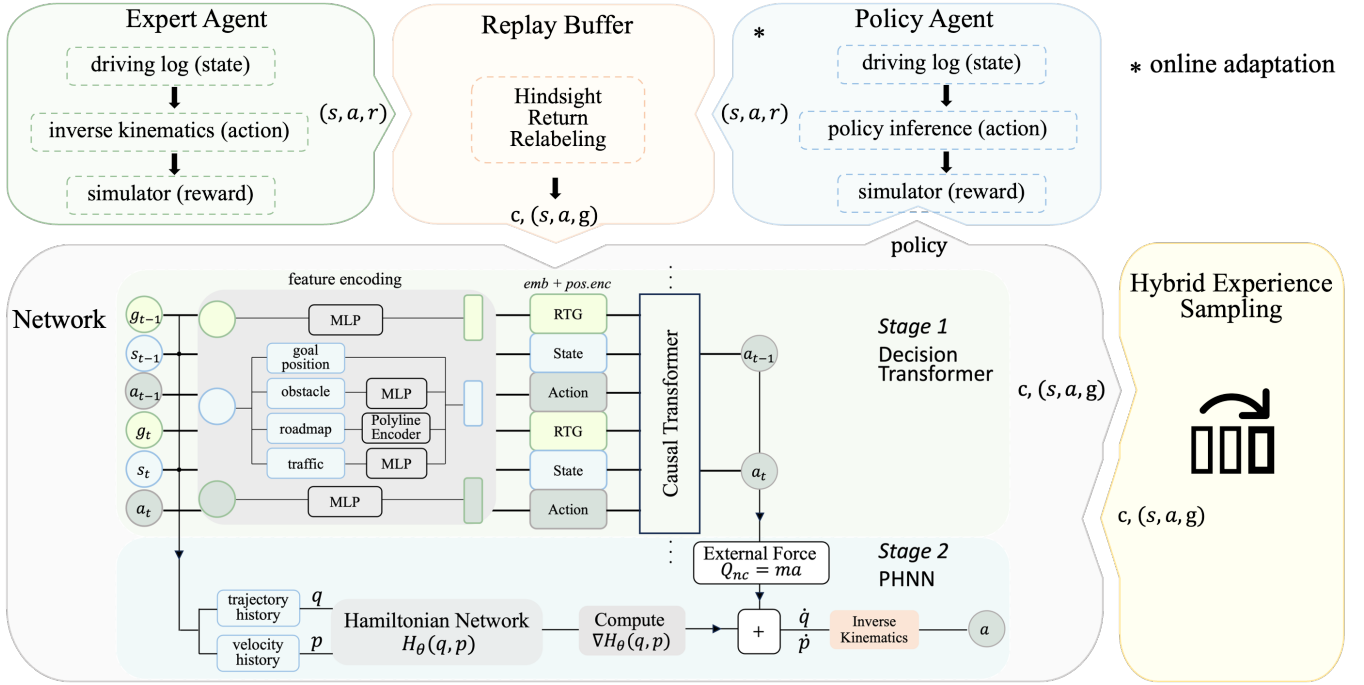 Expert Agent
driving log (state)
inverse kinematics (action)
simulator (reward)
(s, a, r)
Replay Buffer
Hindsight
Return
Relabeling
c, (s, a, g)
Policy Agent
*
driving log (state)
policy inference (action)
simulator (reward)
(s, a, r)
* online adaptation
policy
Network
feature encoding
emb + pos.enc
g_{t-1}
s_{t-1}
a_{t-1}
g_t
s_t
a_t
MLP
goal
position
obstacle
MLP
roadmap
Polyline
Encoder
traffic
MLP
MLP
RTG
State
Action
RTG
State
Action
Causal Transformer
a_{t-1}
a_t
Stage 1
Decision
Transformer
c, (s, a, g)
Hybrid Experience
Sampling
c, (s, a, g)
External Force
Q_{nc} = ma
Stage 2
PHNN
trajectory
history
q
velocity
history
p
Hamiltonian Network
H_θ(q, p)
Compute
∇H_θ(q, p)
+
q̇
ṗ
Inverse
Kinematics
a